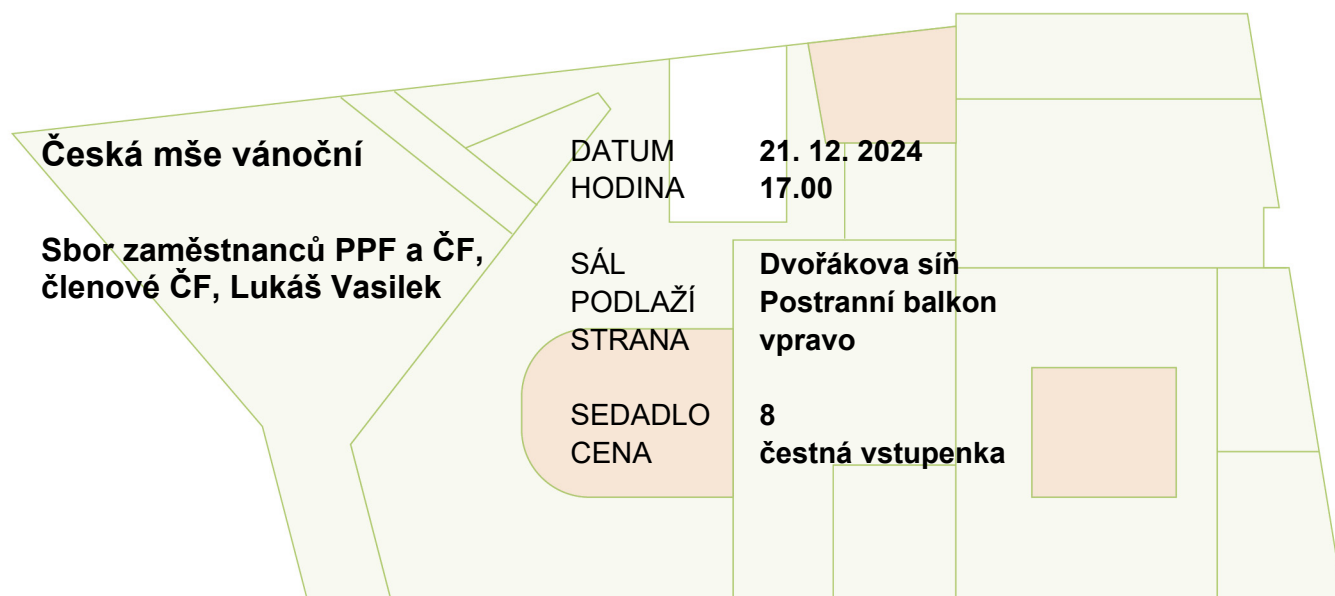 Česká mše vánoční
Sbor zaměstnanců PPF a ČF,
členové ČF, Lukáš Vasilek
DATUM 21. 12. 2024
HODINA 17.00
SÁL Dvořákova síň
PODLAŽÍ Postranní balkon
STRANA vpravo
SEDADLO 8
CENA čestná vstupenka